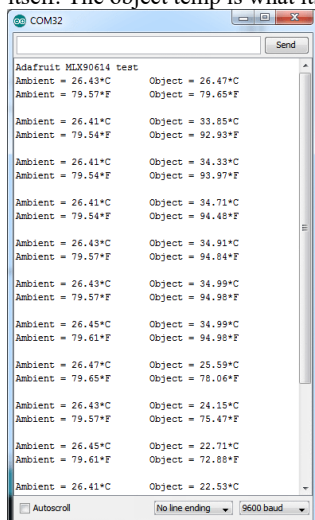 itself. The object temp is what it
COM32
Send
Adafruit MLX90614 test
Ambient = 26.43*C Object = 26.47*C
Ambient = 79.57*F Object = 79.65*F
Ambient = 26.41*C Object = 33.85*C
Ambient = 79.54*F Object = 92.93*F
Ambient = 26.41*C Object = 34.33*C
Ambient = 79.54*F Object = 93.97*F
Ambient = 26.41*C Object = 34.71*C
Ambient = 79.54*F Object = 94.48*F
Ambient = 26.43*C Object = 34.91*C
Ambient = 79.57*F Object = 94.84*F
Ambient = 26.43*C Object = 34.99*C
Ambient = 79.57*F Object = 94.98*F
Ambient = 26.45*C Object = 34.99*C
Ambient = 79.61*F Object = 94.98*F
Ambient = 26.47*C Object = 25.59*C
Ambient = 79.65*F Object = 78.06*F
Ambient = 26.43*C Object = 24.15*C
Ambient = 79.57*F Object = 75.47*F
Ambient = 26.45*C Object = 22.71*C
Ambient = 79.61*F Object = 72.88*F
Ambient = 26.41*C Object = 22.53*C
Autoscroll No line ending 9600 baud